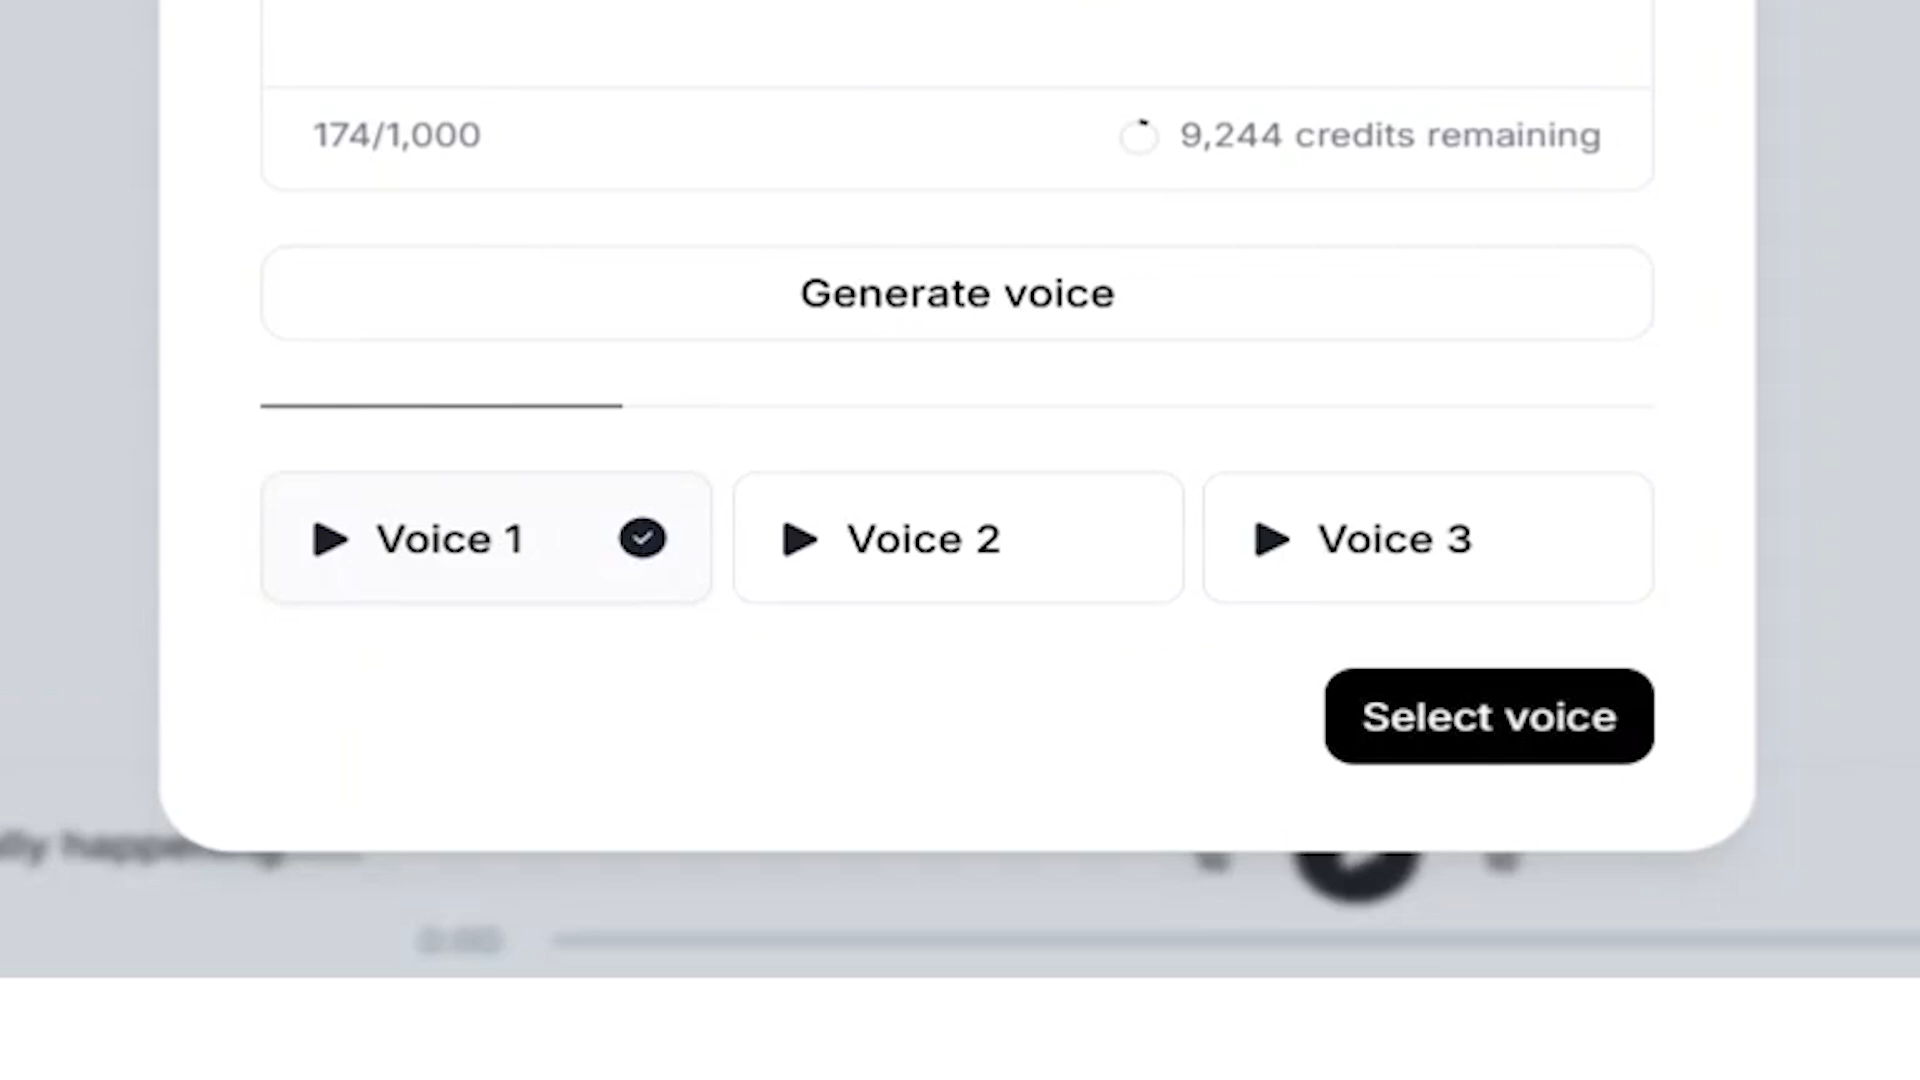 174/1,000
9,244 credits remaining
Generate voice
Voice 1
Voice 2
Voice 3
Select voice